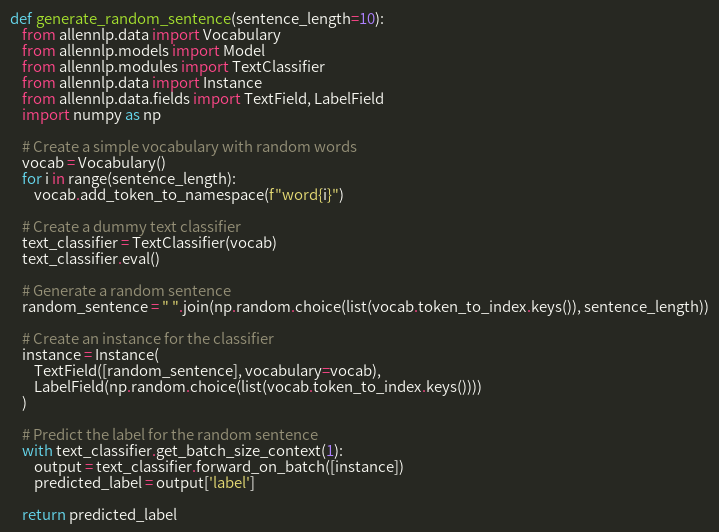 def generate_random_sentence(sentence_length=10):
    from allennlp.data import Vocabulary
    from allennlp.models import Model
    from allennlp.modules import TextClassifier
    from allennlp.data import Instance
    from allennlp.data.fields import TextField, LabelField
    import numpy as np

    # Create a simple vocabulary with random words
    vocab = Vocabulary()
    for i in range(sentence_length):
        vocab.add_token_to_namespace(f"word{i}")

    # Create a dummy text classifier
    text_classifier = TextClassifier(vocab)
    text_classifier.eval()

    # Generate a random sentence
    random_sentence = " ".join(np.random.choice(list(vocab.token_to_index.keys()), sentence_length))

    # Create an instance for the classifier
    instance = Instance(
        TextField([random_sentence], vocabulary=vocab),
        LabelField(np.random.choice(list(vocab.token_to_index.keys())))
    )

    # Predict the label for the random sentence
    with text_classifier.get_batch_size_context(1):
        output = text_classifier.forward_on_batch([instance])
        predicted_label = output['label']

    return predicted_label